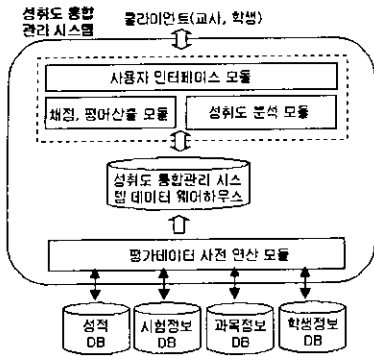 성취도 통합
관리 시스템
클라이언트(교사, 학생)
사용자 인터페이스 모듈
채점, 평어산출 모듈
성취도 분석 모듈
성취도 통합관리 시스
템 데이터 웨어하우스
평가데이터 사전 연산 모듈
성적
DB
시험정보
DB
과목정보
DB
학생정보
DB